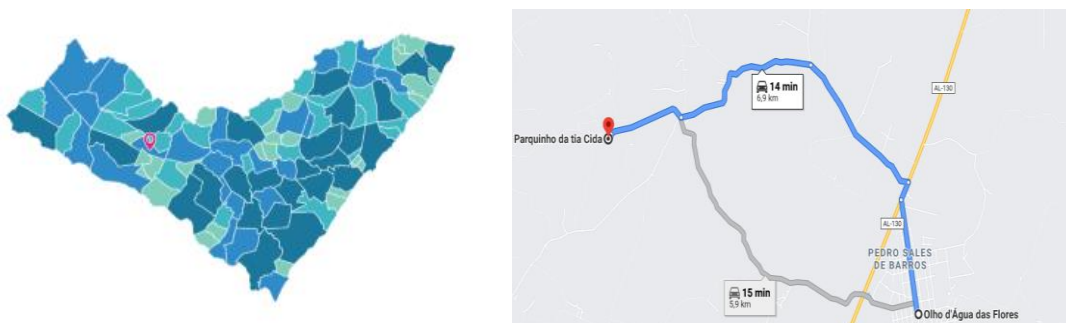 14 min
6,9 km
AL-130
Parquinho da tia Cida
AL-130
PEDRO SALES
DE BARROS
15 min
5,9 km
Olho d'Água das Flores